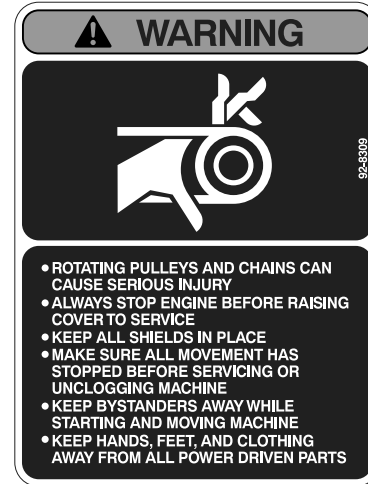 WARNING
92-8309
• ROTATING PULLEYS AND CHAINS CAN
CAUSE SERIOUS INJURY
• ALWAYS STOP ENGINE BEFORE RAISING
COVER TO SERVICE
• KEEP ALL SHIELDS IN PLACE
• MAKE SURE ALL MOVEMENT HAS
STOPPED BEFORE SERVICING OR
UNCLOGGING MACHINE
• KEEP BYSTANDERS AWAY WHILE
STARTING AND MOVING MACHINE
• KEEP HANDS, FEET, AND CLOTHING
AWAY FROM ALL POWER DRIVEN PARTS